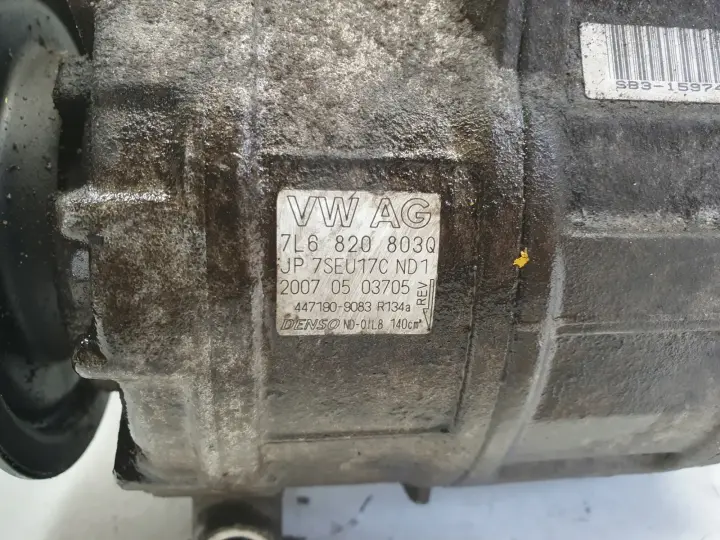 S83-1597
VW AG
7L6 820 803Q
JP 7SEU17C ND1
2007 05 03705
447190-9083 R134a
REV
DENSO ND-OIL8 140cm³